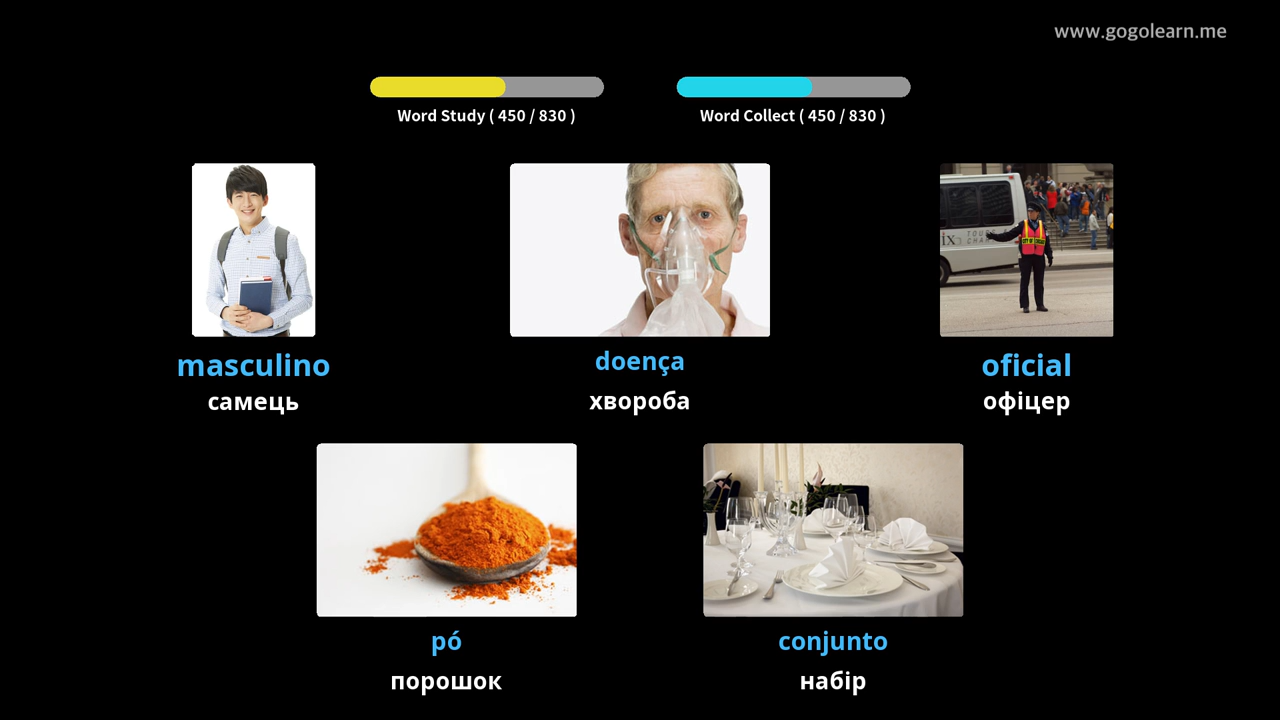 www.gogolearn.me
Word Study ( 450 / 830 )
Word Collect ( 450 / 830 )
masculino
самець
doença
хвороба
oficial
офіцер
pó
порошок
conjunto
набір